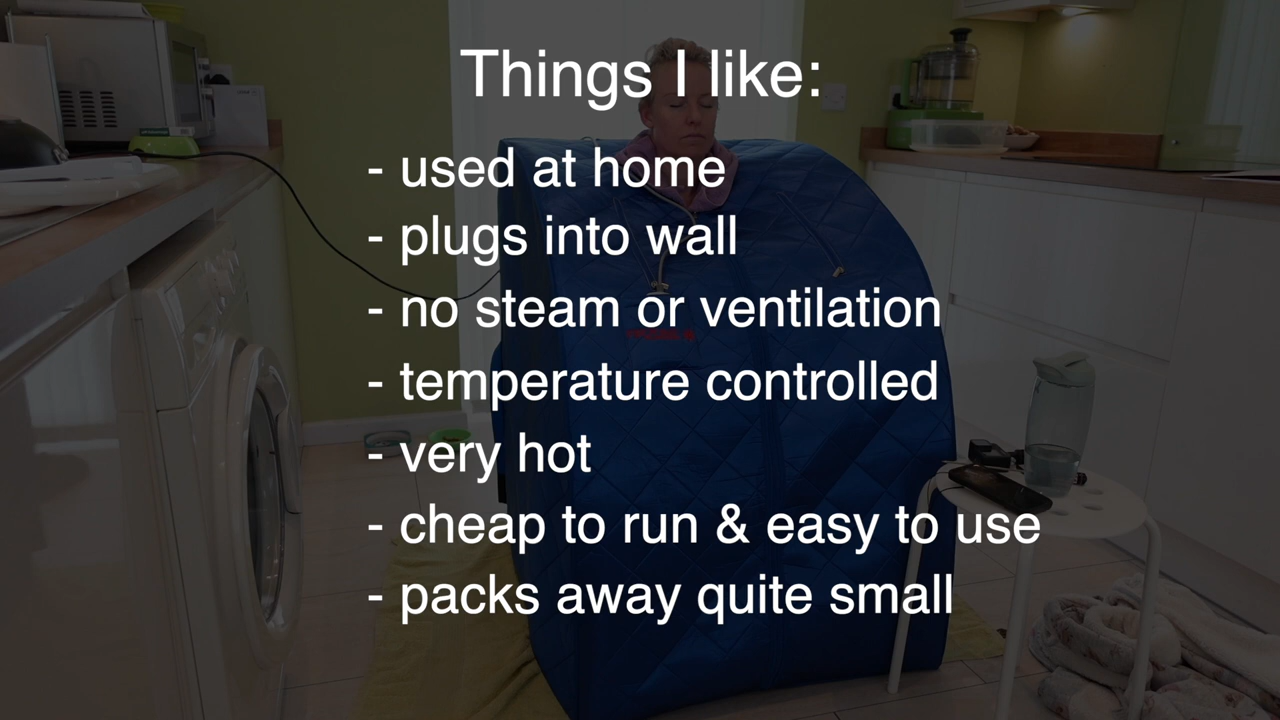 Things I like:
- used at home
- plugs into wall
- no steam or ventilation
- temperature controlled
- very hot
- cheap to run & easy to use
- packs away quite small